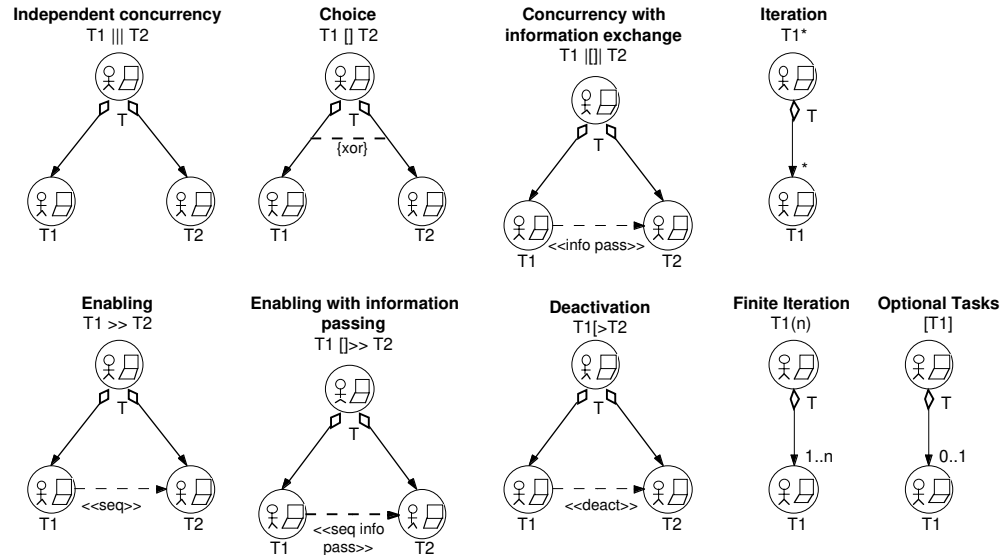 Independent concurrency
T1 ||| T2
T
T1
T2
Choice
T1 [] T2
T
{xor}
T1
T2
Concurrency with
information exchange
T1 |[]| T2
T
<<info pass>>
T1
T2
Iteration
T1*
T
*
T1
Enabling
T1 >> T2
T
<<seq>>
T1
T2
Enabling with information
passing
T1 []>> T2
T
<<seq info
pass>>
T1
T2
Deactivation
T1[>T2
T
<<deact>>
T1
T2
Finite Iteration
T1(n)
T
1..n
T1
Optional Tasks
[T1]
T
0..1
T1